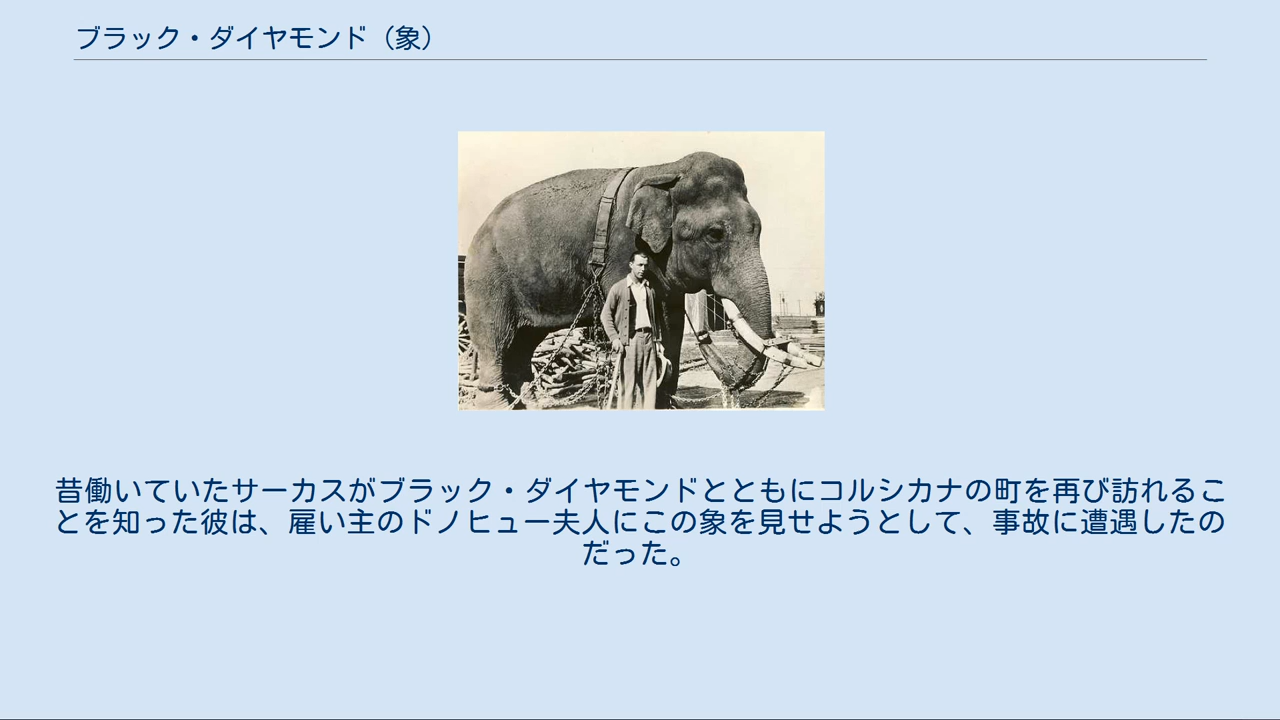 ブラック・ダイヤモンド（象）
昔働いていたサーカスがブラック・ダイヤモンドとともにコルシカナの町を再び訪れるこ
とを知った彼は、雇い主のドノヒュー夫人にこの象を見せようとして、事故に遭遇したの
だった。